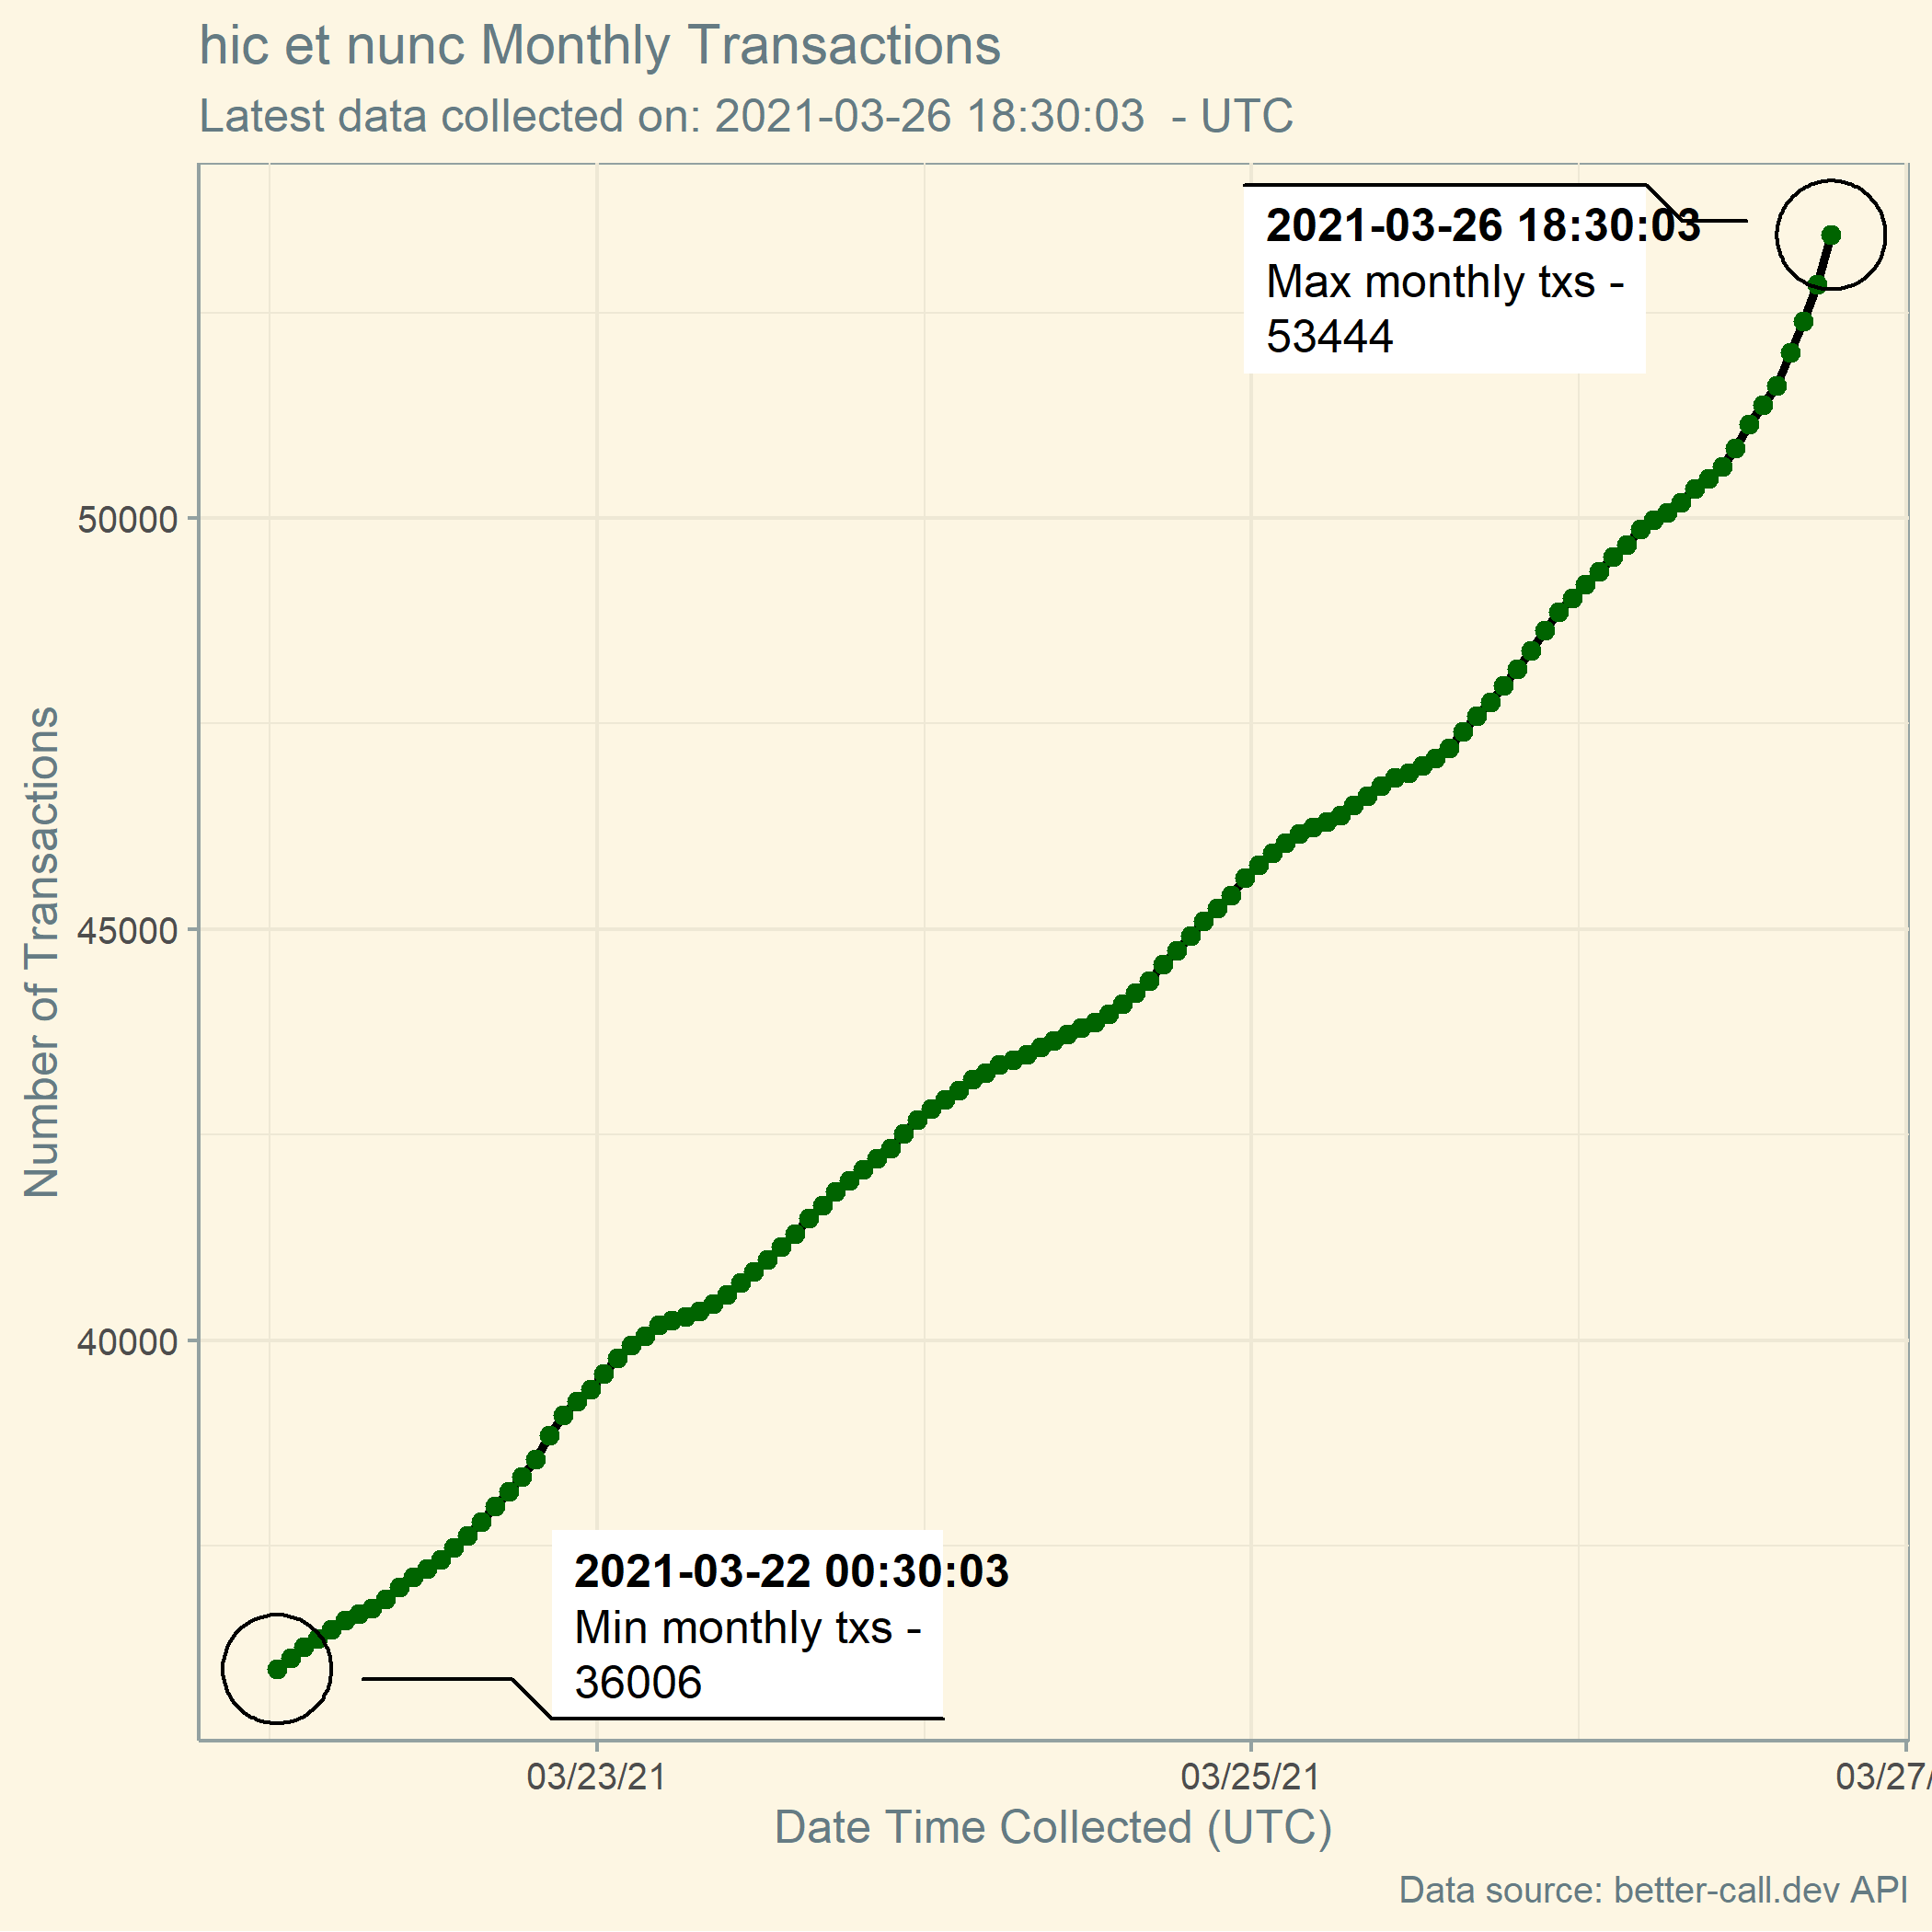 hic et nunc Monthly Transactions
Latest data collected on: 2021-03-26 18:30:03  - UTC
2021-03-26 18:30:03
Max monthly txs -
53444
50000
45000
40000
Number of Transactions
2021-03-22 00:30:03
Min monthly txs -
36006
03/23/21
03/25/21
03/27/
Date Time Collected (UTC)
Data source: better-call.dev API